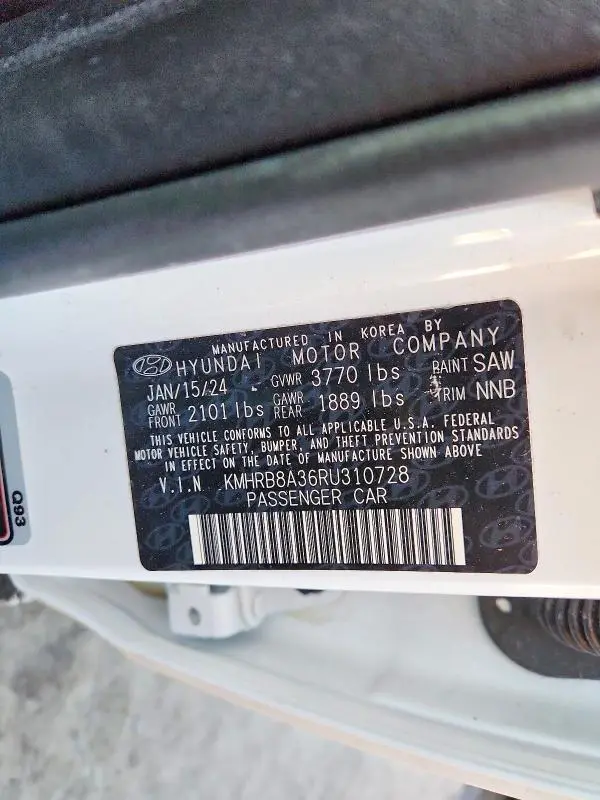 MANUFACTURED IN KOREA BY
HYUNDAI MOTOR COMPANY
JAN/15/24 GVWR 3770 lbs PAINT SAW
GAWR FRONT 2101 lbs GAWR REAR 1889 lbs TRIM NNB
THIS VEHICLE CONFORMS TO ALL APPLICABLE U.S.A. FEDERAL
MOTOR VEHICLE SAFETY, BUMPER, AND THEFT PREVENTION STANDARDS
IN EFFECT ON THE DATE OF MANUFACTURE SHOWN ABOVE
V.I.N KMHRB8A36RU310728
PASSENGER CAR
Q93